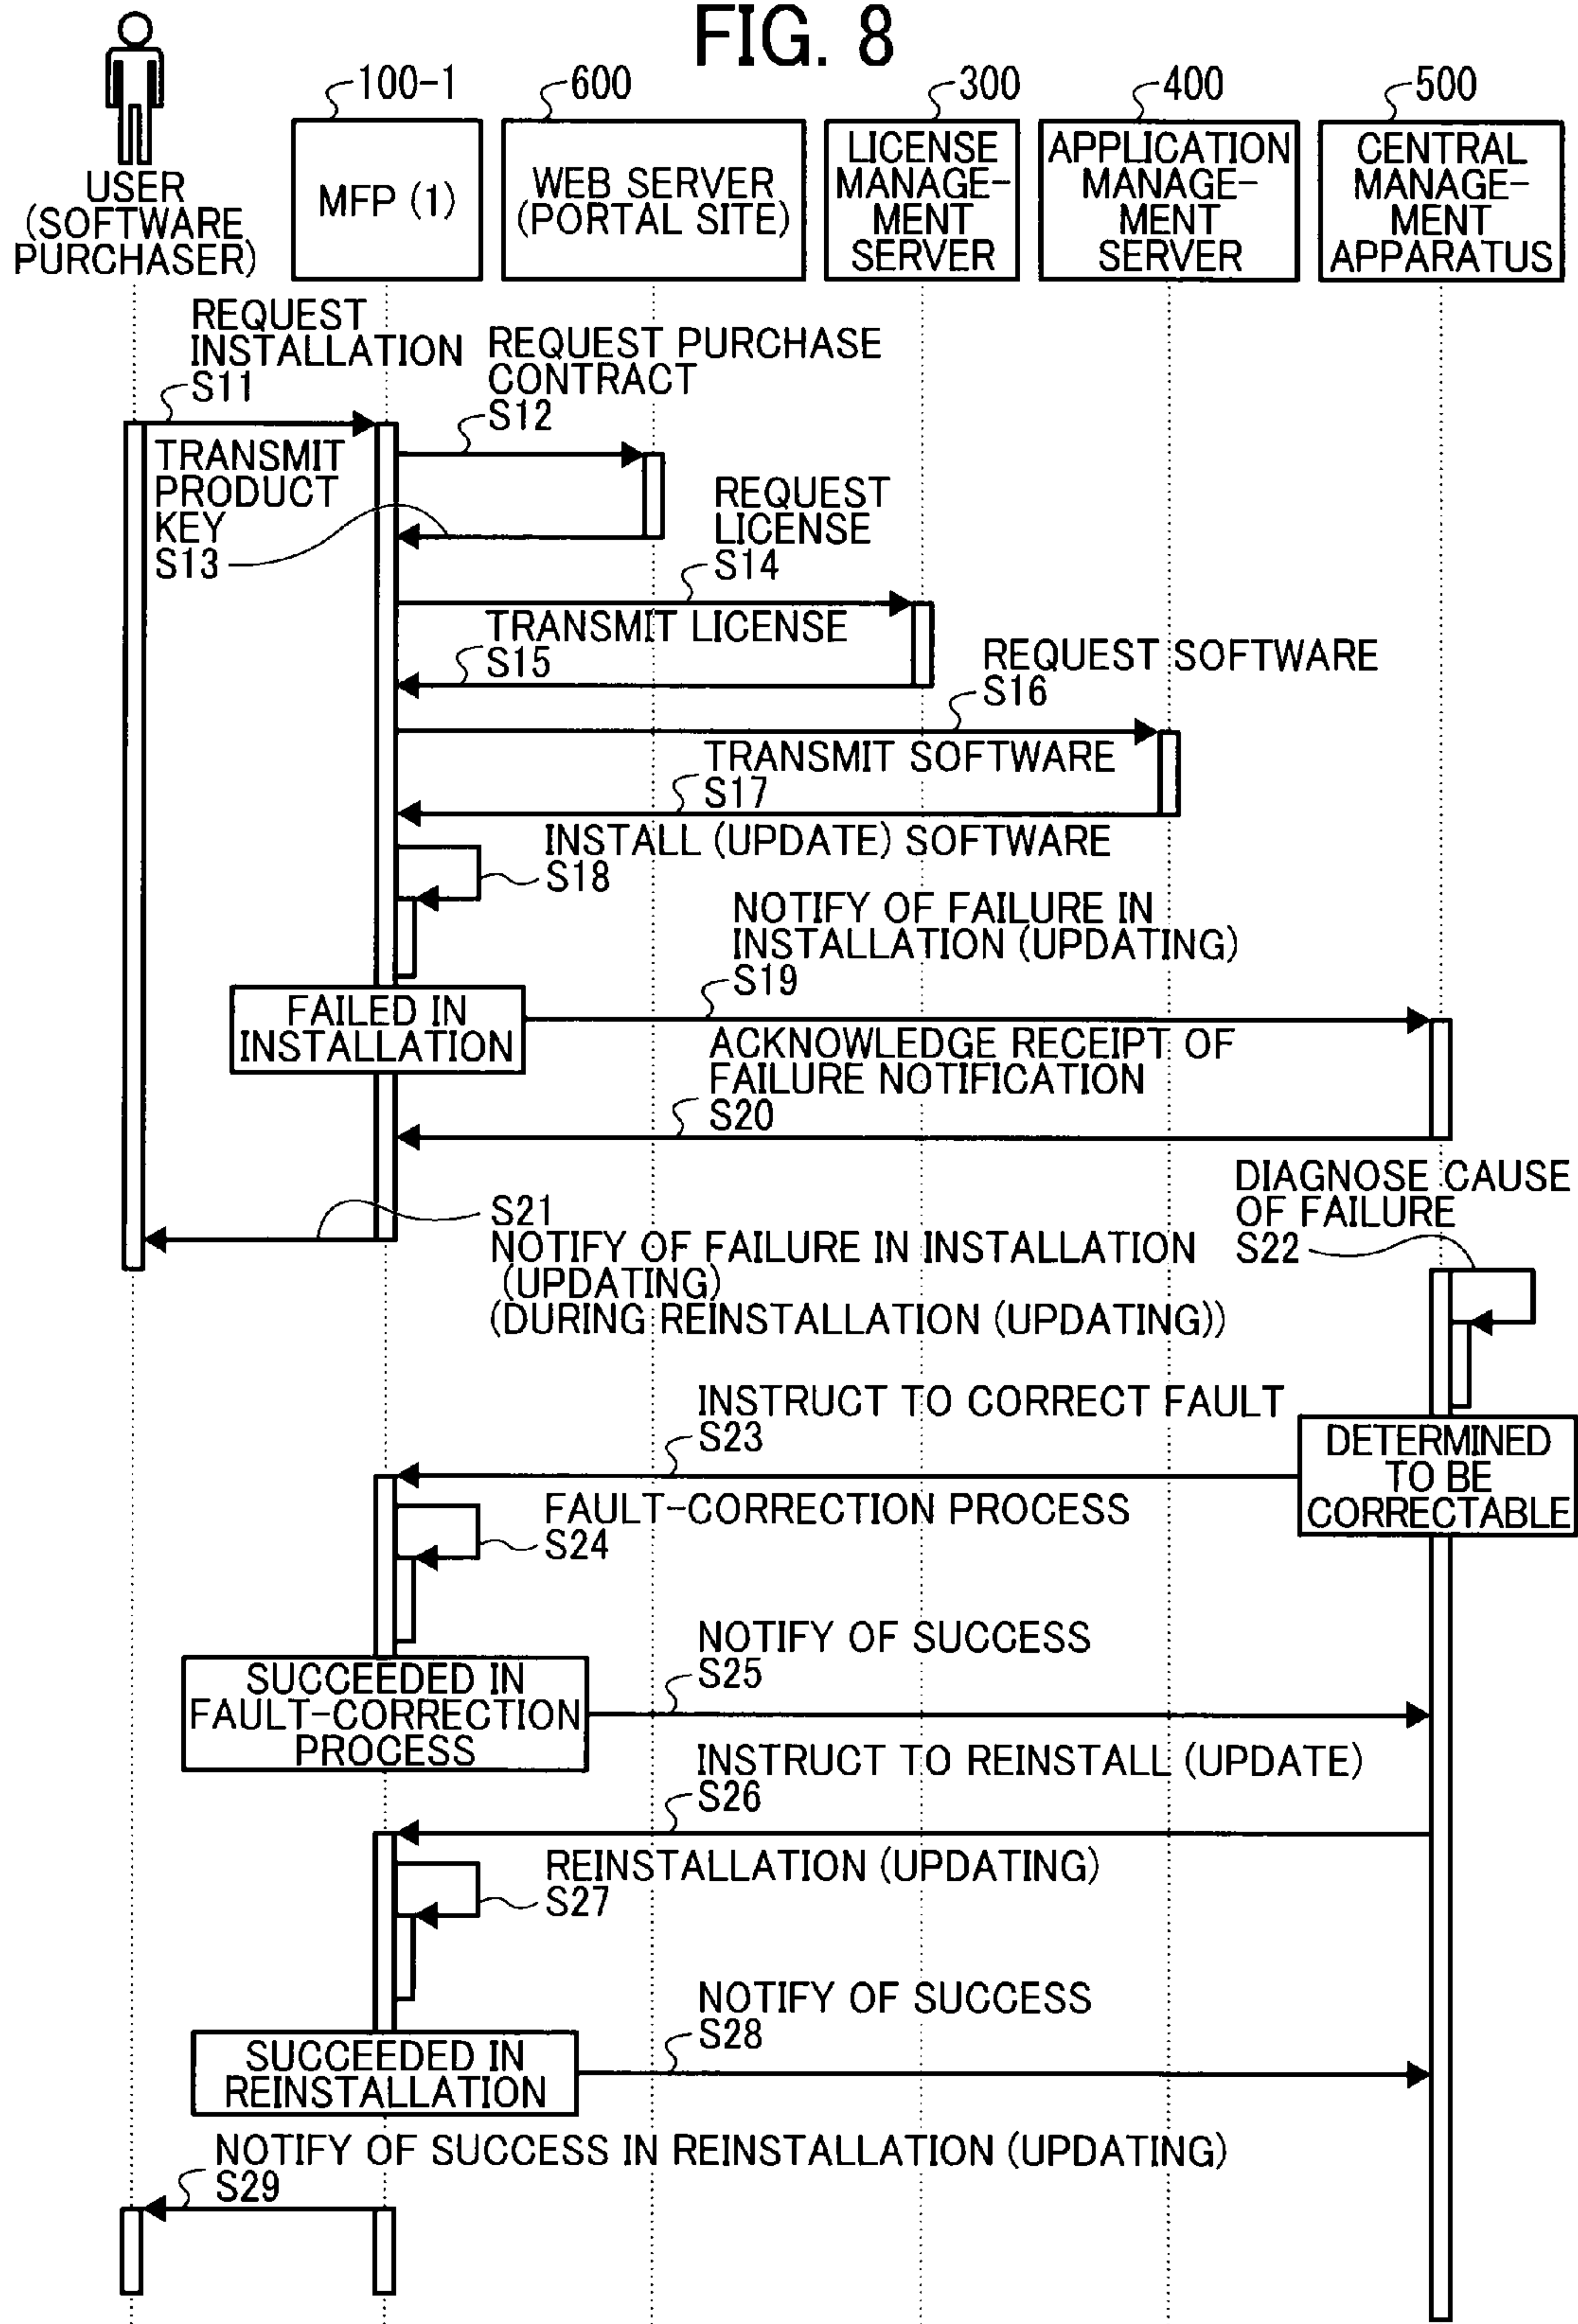 FIG. 8
100-1
600
300
400
500
USER
(SOFTWARE
PURCHASER)
MFP (1)
WEB SERVER
(PORTAL SITE)
LICENSE
MANAGE-
MENT
SERVER
APPLICATION
MANAGE-
MENT
SERVER
CENTRAL
MANAGE-
MENT
APPARATUS
REQUEST
INSTALLATION
S11
REQUEST PURCHASE
CONTRACT
S12
TRANSMIT
PRODUCT
KEY
S13
REQUEST
LICENSE
S14
TRANSMIT LICENSE
S15
REQUEST SOFTWARE
S16
TRANSMIT SOFTWARE
S17
INSTALL (UPDATE) SOFTWARE
S18
NOTIFY OF FAILURE IN
INSTALLATION (UPDATING)
S19
FAILED IN
INSTALLATION
ACKNOWLEDGE RECEIPT OF
FAILURE NOTIFICATION
S20
S21
NOTIFY OF FAILURE IN INSTALLATION
(UPDATING)
(DURING REINSTALLATION (UPDATING))
DIAGNOSE CAUSE
OF FAILURE
S22
INSTRUCT TO CORRECT FAULT
S23
DETERMINED
TO BE
CORRECTABLE
FAULT-CORRECTION PROCESS
S24
NOTIFY OF SUCCESS
S25
SUCCEEDED IN
FAULT-CORRECTION
PROCESS
INSTRUCT TO REINSTALL (UPDATE)
S26
REINSTALLATION (UPDATING)
S27
NOTIFY OF SUCCESS
S28
SUCCEEDED IN
REINSTALLATION
NOTIFY OF SUCCESS IN REINSTALLATION (UPDATING)
S29